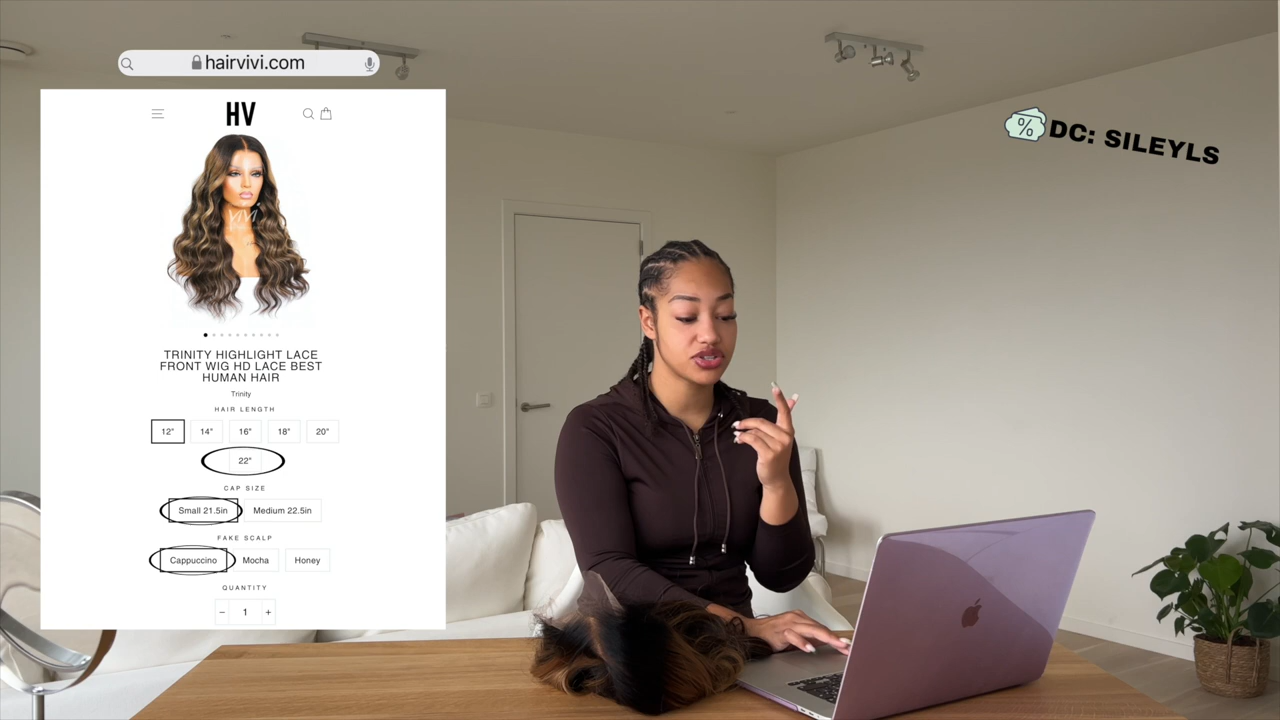 hairvivi.com
HV
VIVI
TRINITY HIGHLIGHT LACE
FRONT WIG HD LACE BEST
HUMAN HAIR
Trinity
HAIR LENGTH
12" 14" 16" 18" 20"
22"
CAP SIZE
Small 21.5in Medium 22.5in
FAKE SCALP
Cappuccino Mocha Honey
QUANTITY
− 1 +
% DC: SILEYLS